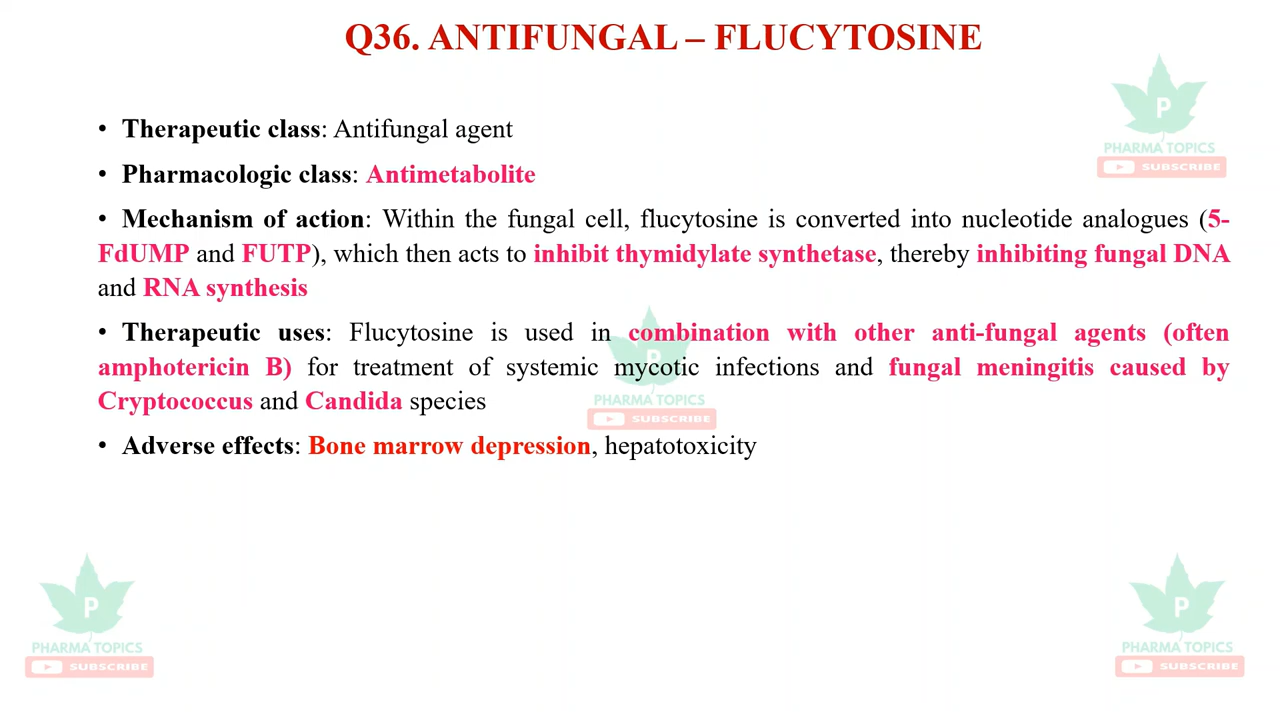 Q36. ANTIFUNGAL – FLUCYTOSINE
P
PHARMA TOPICS
SUBSCRIBE
• Therapeutic class: Antifungal agent
• Pharmacologic class: Antimetabolite
• Mechanism of action: Within the fungal cell, flucytosine is converted into nucleotide analogues (5-
FdUMP and FUTP), which then acts to inhibit thymidylate synthetase, thereby inhibiting fungal DNA
and RNA synthesis
• Therapeutic uses: Flucytosine is used in combination with other anti-fungal agents (often
amphotericin B) for treatment of systemic mycotic infections and fungal meningitis caused by
Cryptococcus and Candida species
P
PHARMA TOPICS
SUBSCRIBE
• Adverse effects: Bone marrow depression, hepatotoxicity
P
PHARMA TOPICS
SUBSCRIBE
P
PHARMA TOPICS
SUBSCRIBE